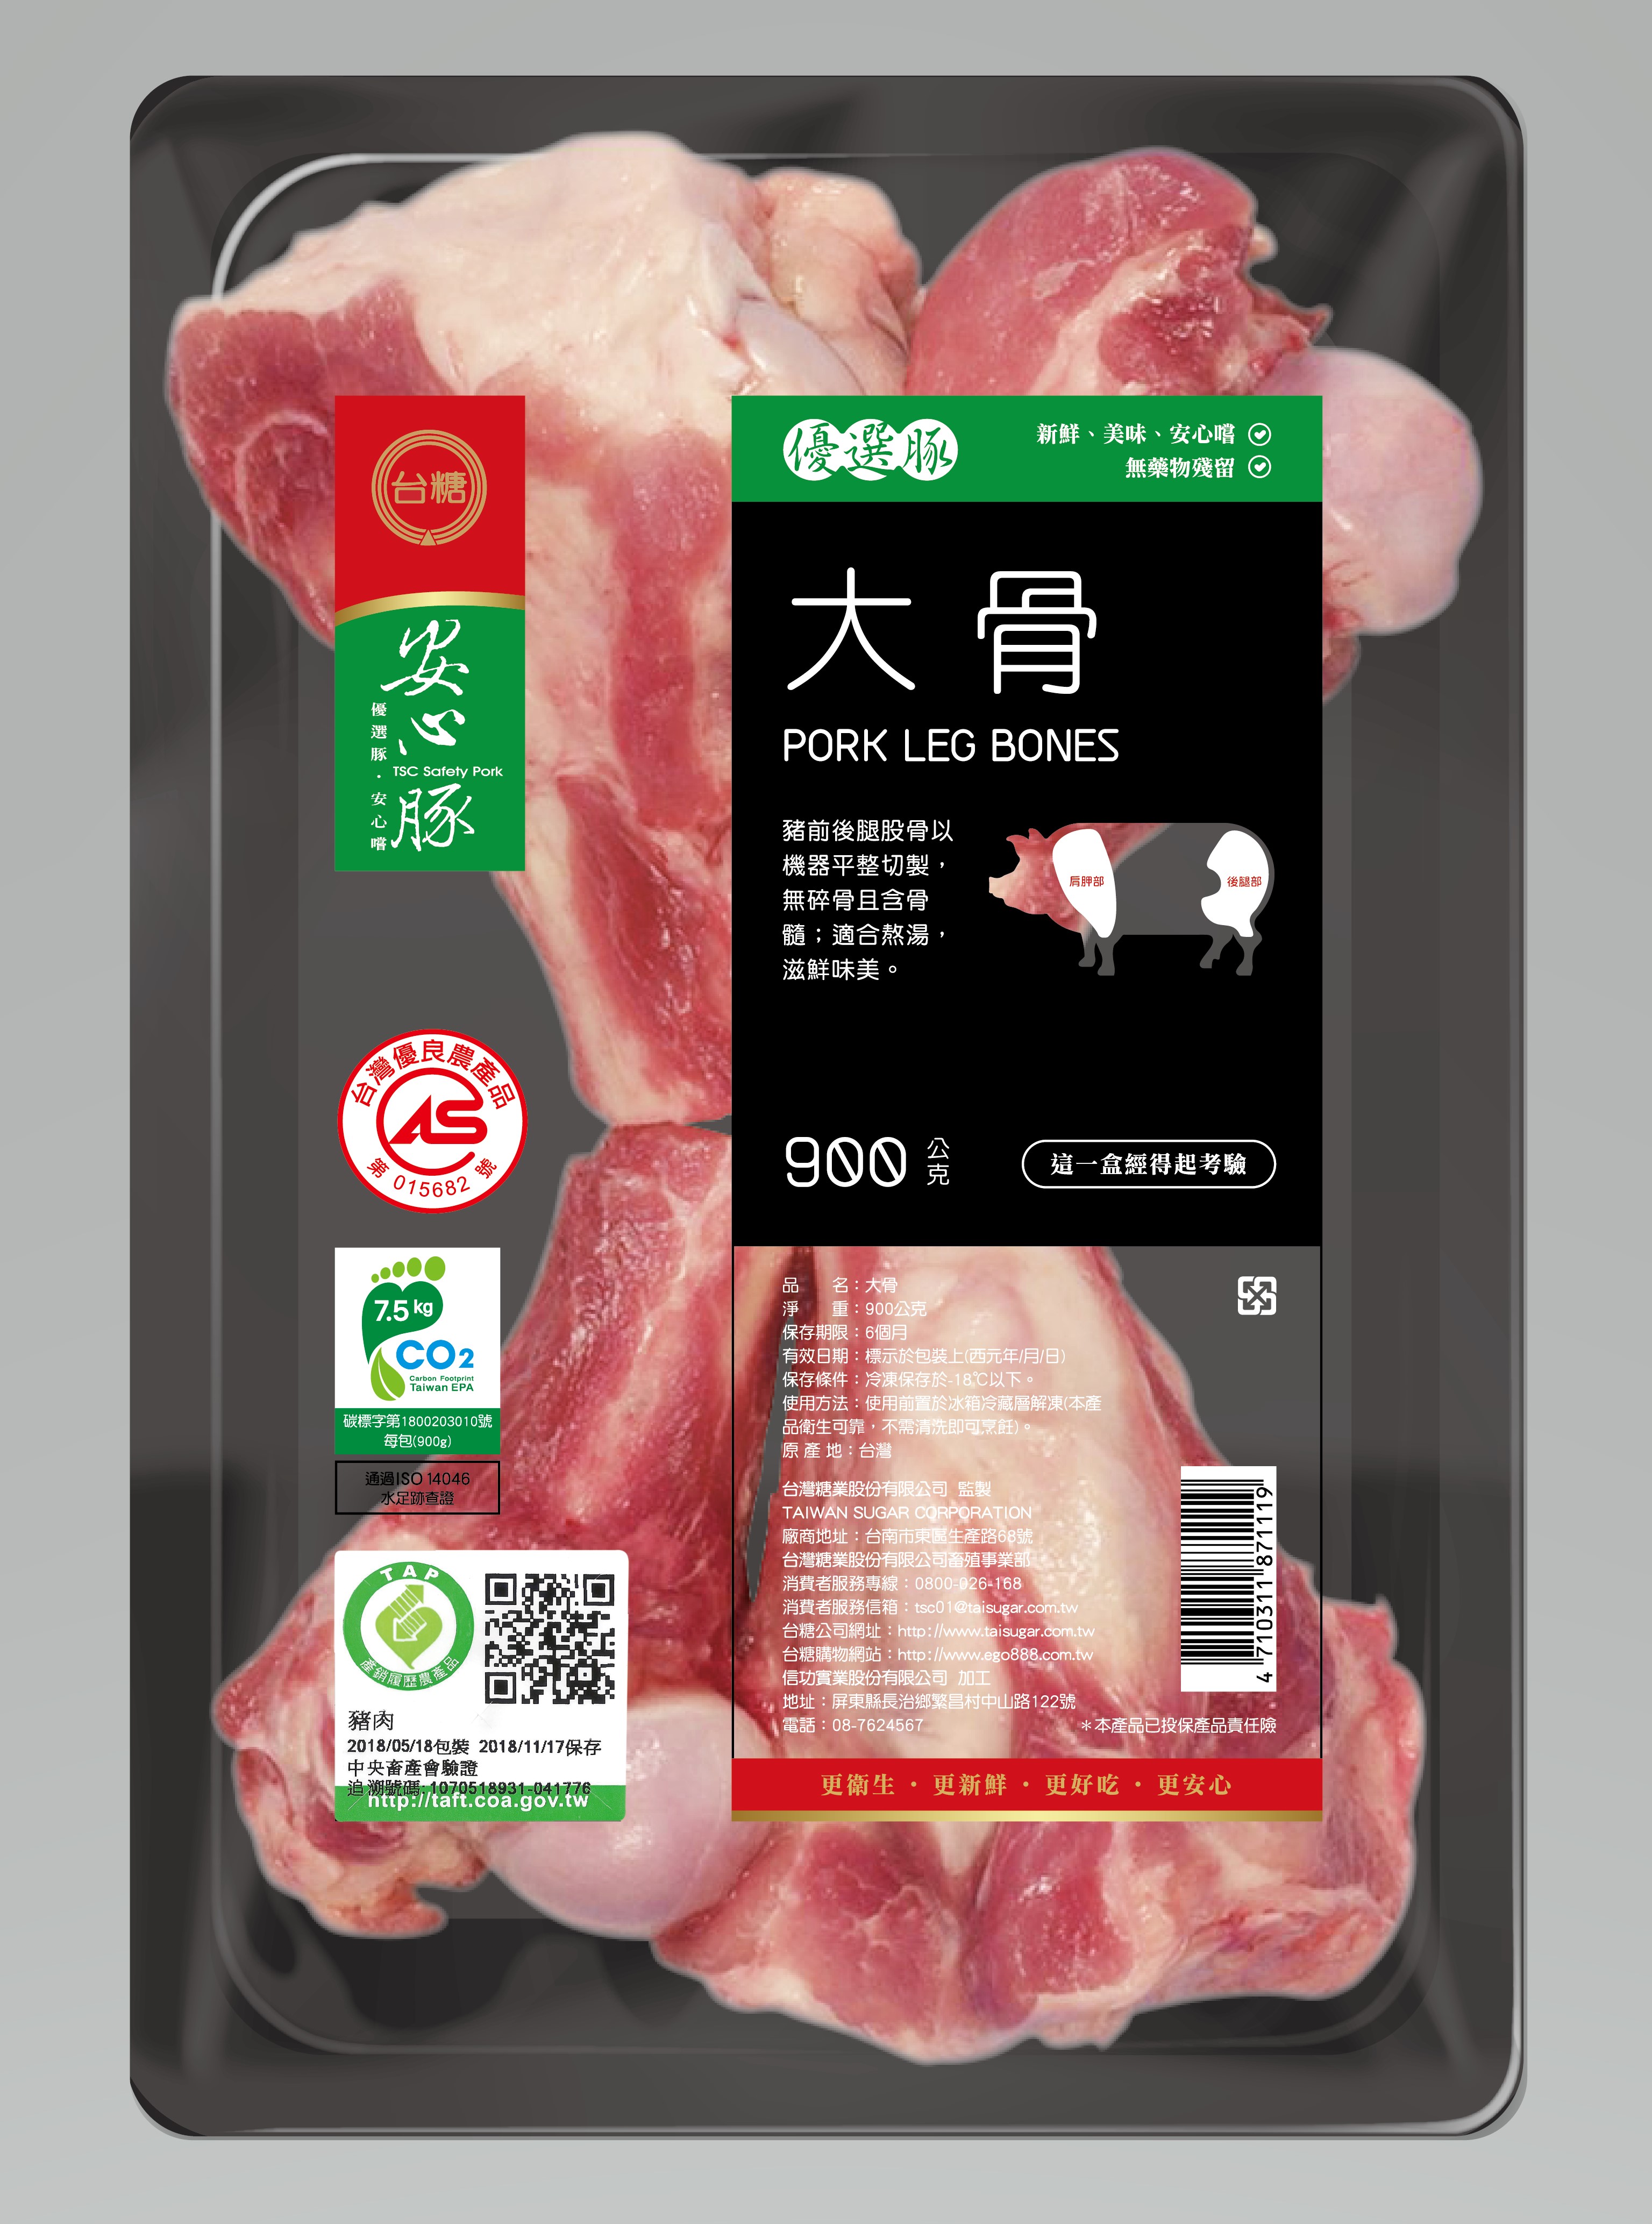 台糖
安心豚
優選豚・安心嚐
TSC Safety Pork
台灣優良農產品
CAS
第015682號
7.5 kg
CO2
Carbon Footprint
Taiwan EPA
碳標字第1800203010號
每包(900g)
通過ISO 14046
水足跡查證
TAP
產銷履歷農產品
豬肉
2018/05/18包裝 2018/11/17保存
中央畜產會驗證
追溯號碼:1070518931-041776
http://taft.coa.gov.tw
優選豚
新鮮、美味、安心嚐
無藥物殘留
大骨
PORK LEG BONES
豬前後腿股骨以
機器平整切製，
無碎骨且含骨
髓；適合熬湯，
滋鮮味美。
肩胛部
後腿部
900公克
這一盒經得起考驗
品　名：大骨
淨　重：900公克
保存期限：6個月
有效日期：標示於包裝上(西元年/月/日)
保存條件：冷凍保存於-18℃以下。
使用方法：使用前置於冰箱冷藏層解凍(本產
品衛生可靠，不需清洗即可烹飪)。
原產地：台灣
台灣糖業股份有限公司 監製
TAIWAN SUGAR CORPORATION
廠商地址：台南市東區生產路68號
台灣糖業股份有限公司畜殖事業部
消費者服務專線：0800-026-168
消費者服務信箱：tsc01@taisugar.com.tw
台糖公司網址：http://www.taisugar.com.tw
台糖購物網站：http://www.ego888.com.tw
信功實業股份有限公司 加工
地址：屏東縣長治鄉繁昌村中山路122號
電話：08-7624567
＊本產品已投保產品責任險
4 710311 871119
更衛生・更新鮮・更好吃・更安心